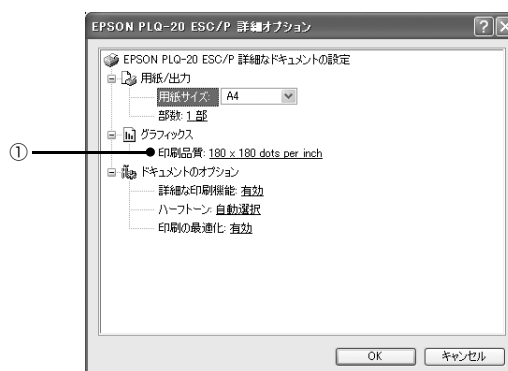 EPSON PLQ-20 ESC/P 詳細オプション
EPSON PLQ-20 ESC/P 詳細なドキュメントの設定
用紙/出力
用紙サイズ: A4
部数: 1 部
グラフィックス
① 印刷品質: 180 x 180 dots per inch
ドキュメントのオプション
詳細な印刷機能: 有効
ハーフトーン: 自動選択
印刷の最適化: 有効
OK キャンセル